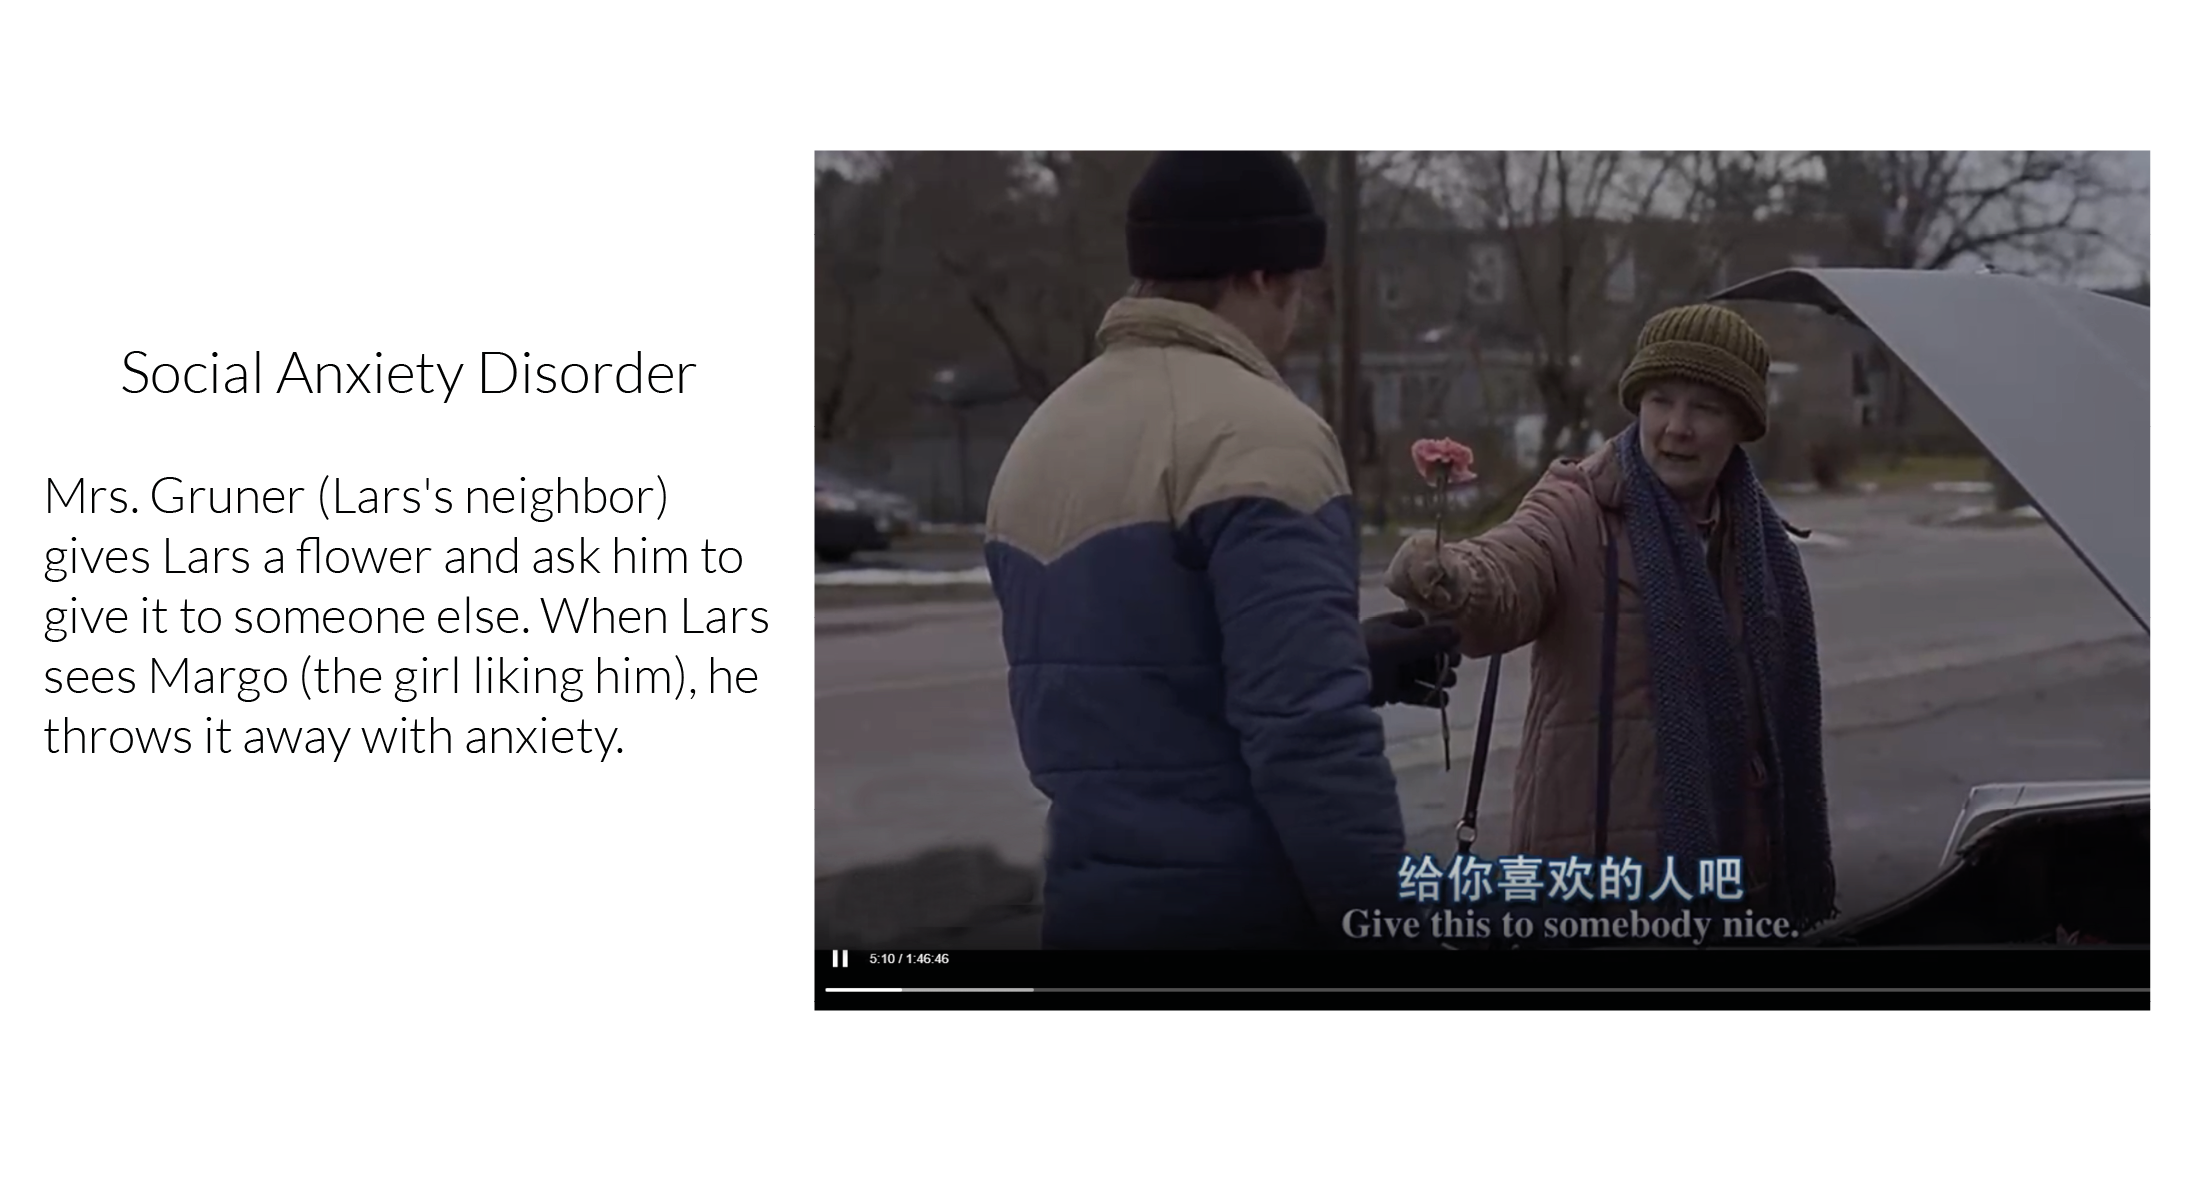 Social Anxiety Disorder
Mrs. Gruner (Lars's neighbor)
gives Lars a flower and ask him to
give it to someone else. When Lars
sees Margo (the girl liking him), he
throws it away with anxiety.
给你喜欢的人吧
Give this to somebody nice.
5:10 / 1:46:46